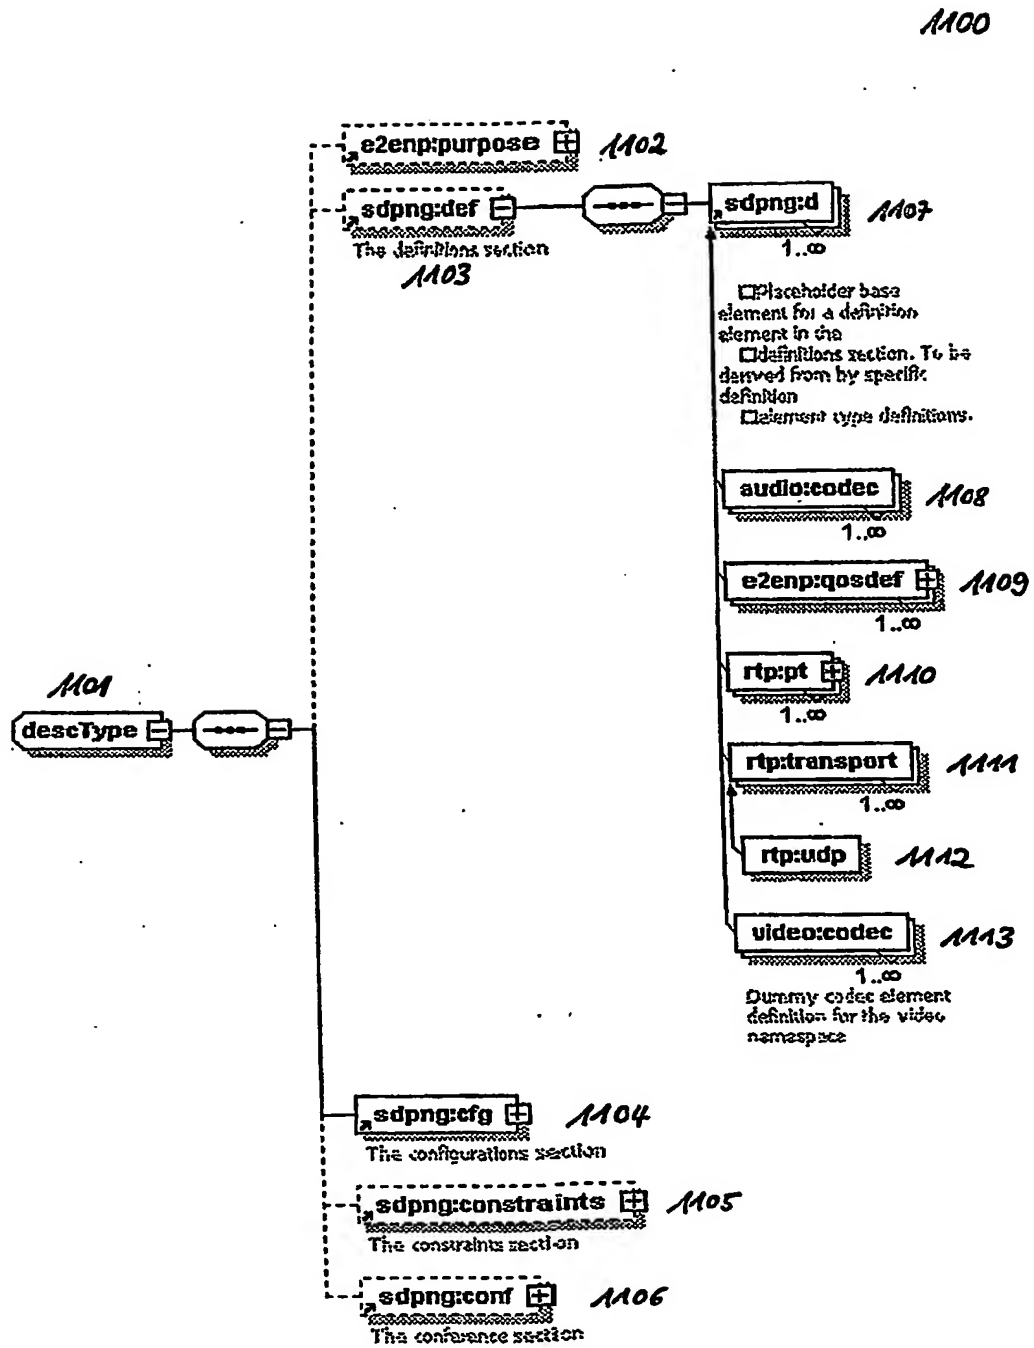 1100
e2enp:purpose 1102
sdpng:def
The definitions section
1103
sdpng:d 1107
1..∞
Placeholder base
element for a definition
element in the
definitions section. To be
derived from by specific
definition
element type definitions.
audio:codec 1108
1..∞
e2enp:qosdef 1109
1..∞
rtp:pt 1110
1..∞
1101
descType
rtp:transport 1111
1..∞
rtp:udp 1112
video:codec 1113
1..∞
Dummy codec element
definition for the video
namespace
sdpng:cfg 1104
The configurations section
sdpng:constraints 1105
The constraints section
sdpng:conf 1106
The conference section